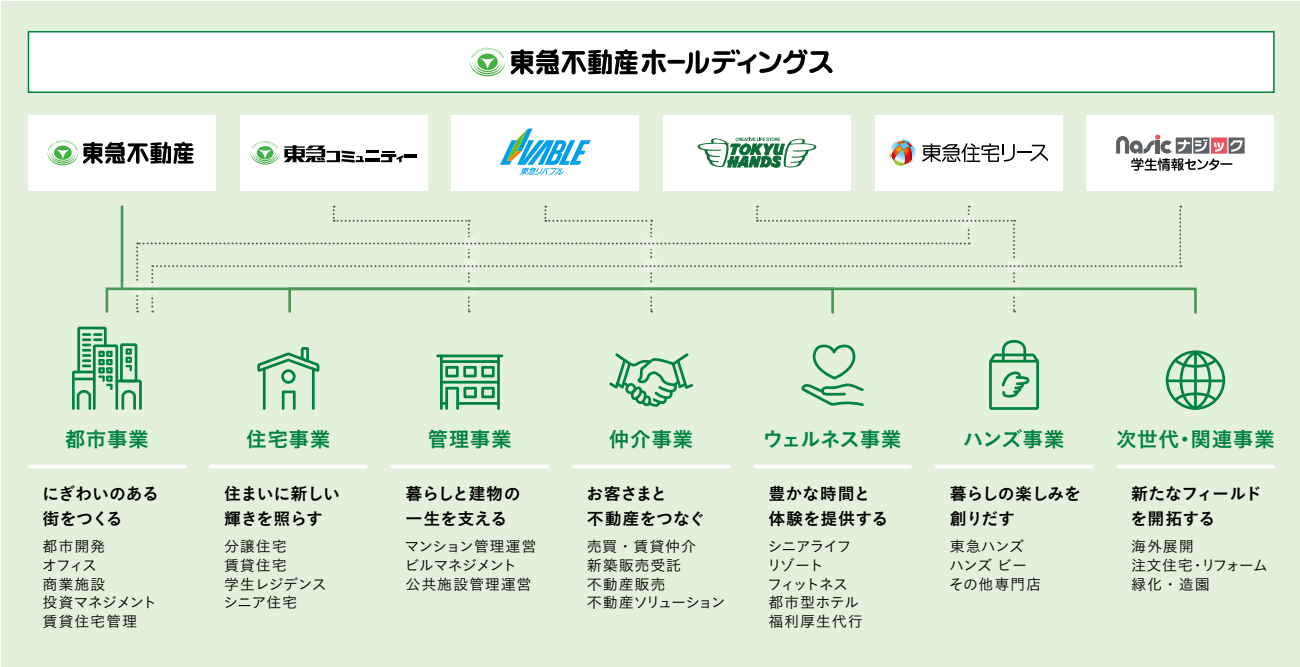 東急不動産ホールディングス
東急不動産
東急コミュニティー
LIVABLE
東急リバブル
CREATIVE LIFE STORE
TOKYU
HANDS
東急住宅リース
Nasic ナジック
学生情報センター
都市事業
にぎわいのある
街をつくる
都市開発
オフィス
商業施設
投資マネジメント
賃貸住宅管理
住宅事業
住まいに新しい
輝きを照らす
分譲住宅
賃貸住宅
学生レジデンス
シニア住宅
管理事業
暮らしと建物の
一生を支える
マンション管理運営
ビルマネジメント
公共施設管理運営
仲介事業
お客さまと
不動産をつなぐ
売買・賃貸仲介
新築販売受託
不動産販売
不動産ソリューション
ウェルネス事業
豊かな時間と
体験を提供する
シニアライフ
リゾート
フィットネス
都市型ホテル
福利厚生代行
ハンズ事業
暮らしの楽しみを
創りだす
東急ハンズ
ハンズ ビー
その他専門店
次世代・関連事業
新たなフィールド
を開拓する
海外展開
注文住宅・リフォーム
緑化・造園